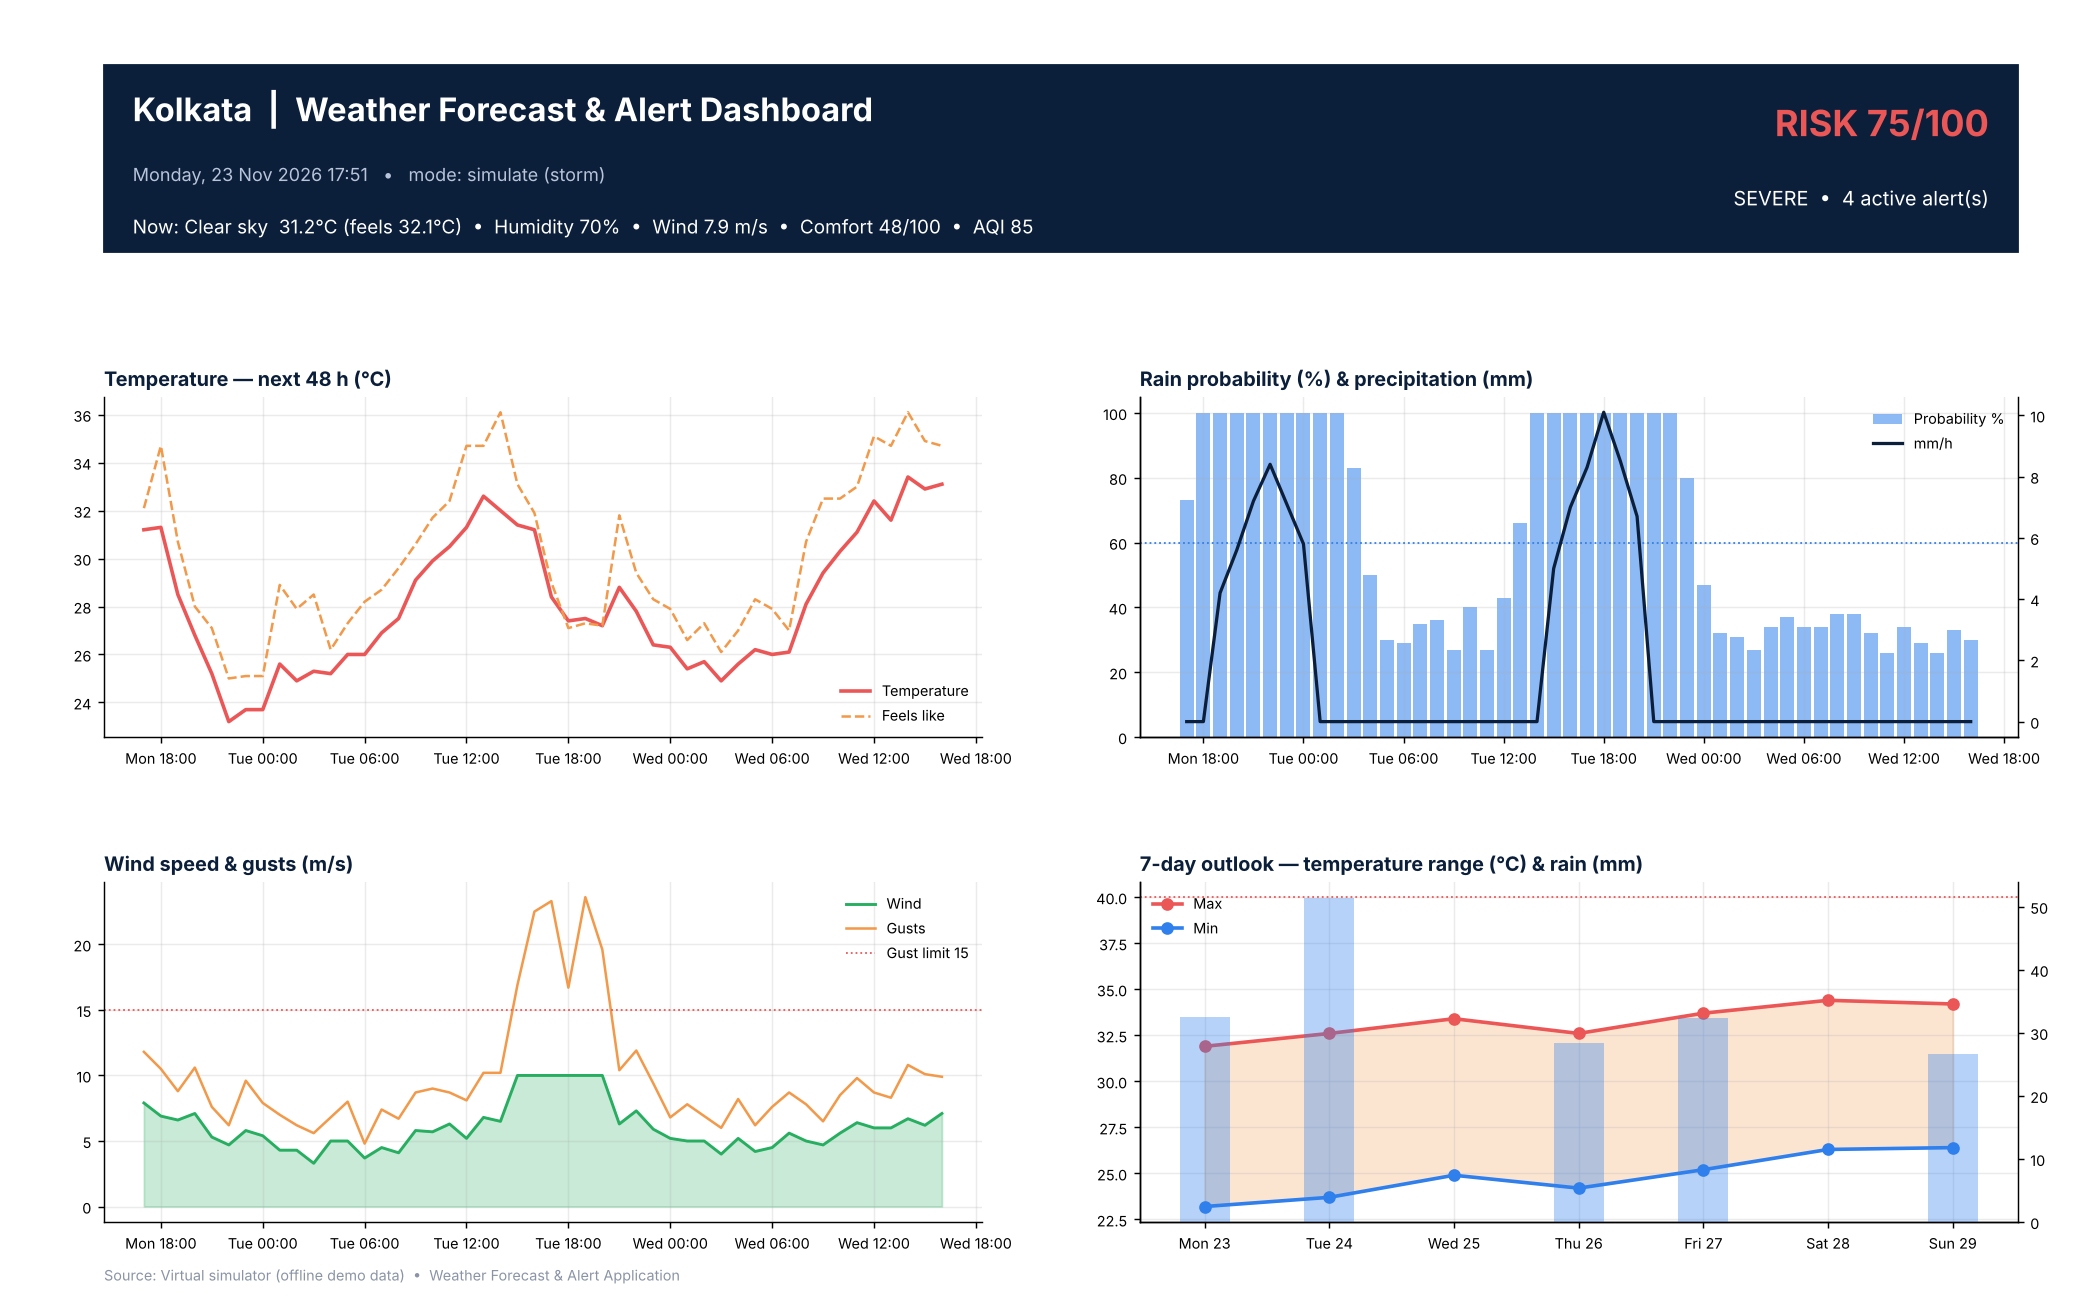 Kolkata | Weather Forecast & Alert Dashboard
RISK 75/100
Monday, 23 Nov 2026 17:51 • mode: simulate (storm)
SEVERE • 4 active alert(s)
Now: Clear sky 31.2°C (feels 32.1°C) • Humidity 70% • Wind 7.9 m/s • Comfort 48/100 • AQI 85
Temperature — next 48 h (°C)
36
34
32
30
28
26
24
Temperature
Feels like
Mon 18:00 Tue 00:00 Tue 06:00 Tue 12:00 Tue 18:00 Wed 00:00 Wed 06:00 Wed 12:00 Wed 18:00
Rain probability (%) & precipitation (mm)
100
80
60
40
20
0
Probability %
mm/h
10
8
6
4
2
0
Mon 18:00 Tue 00:00 Tue 06:00 Tue 12:00 Tue 18:00 Wed 00:00 Wed 06:00 Wed 12:00 Wed 18:00
Wind speed & gusts (m/s)
20
15
10
5
0
Wind
Gusts
Gust limit 15
Mon 18:00 Tue 00:00 Tue 06:00 Tue 12:00 Tue 18:00 Wed 00:00 Wed 06:00 Wed 12:00 Wed 18:00
7-day outlook — temperature range (°C) & rain (mm)
40.0
37.5
35.0
32.5
30.0
27.5
25.0
22.5
Max
Min
50
40
30
20
10
0
Mon 23 Tue 24 Wed 25 Thu 26 Fri 27 Sat 28 Sun 29
Source: Virtual simulator (offline demo data) • Weather Forecast & Alert Application